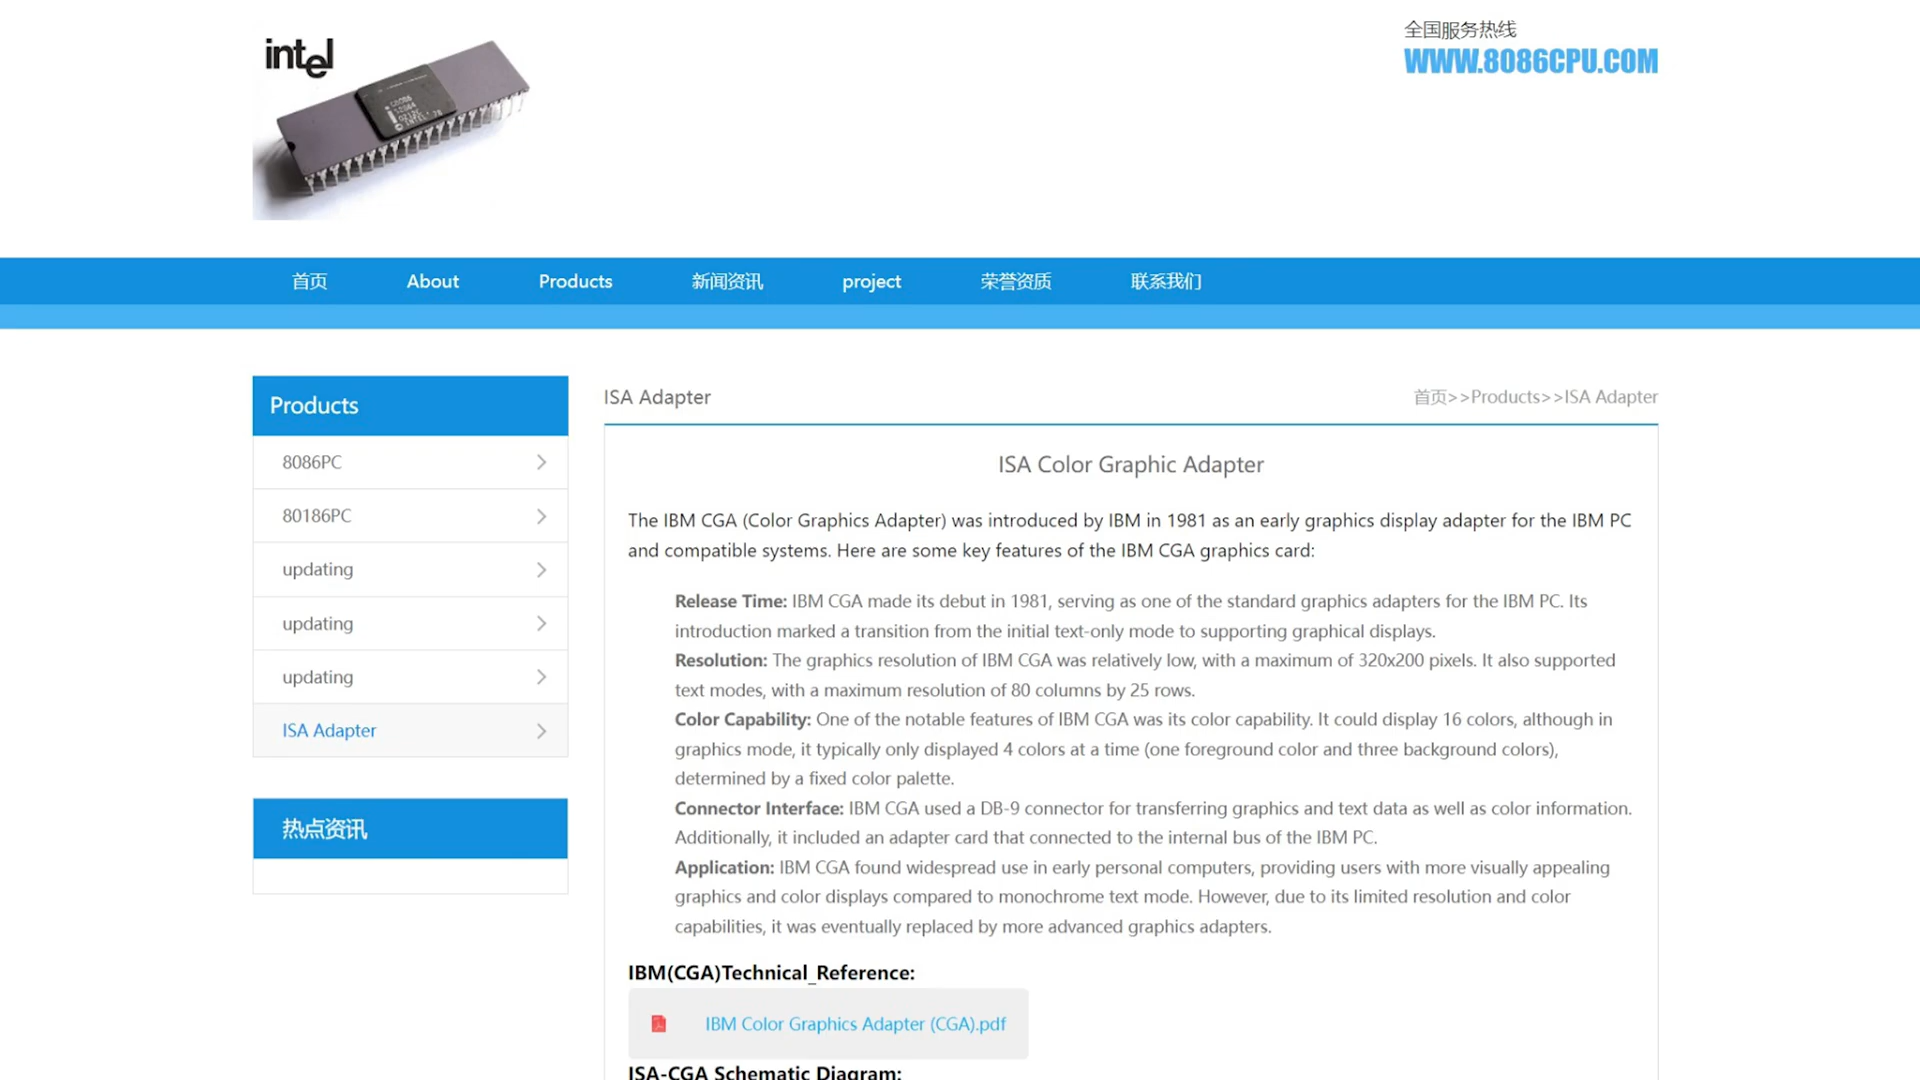 intel
全国服务热线
WWW.8086CPU.COM
首页 About Products 新闻资讯 project 荣誉资质 联系我们
Products
8086PC
80186PC
updating
updating
updating
ISA Adapter
热点资讯
ISA Adapter
首页>>Products>>ISA Adapter
ISA Color Graphic Adapter
The IBM CGA (Color Graphics Adapter) was introduced by IBM in 1981 as an early graphics display adapter for the IBM PC
and compatible systems. Here are some key features of the IBM CGA graphics card:
Release Time: IBM CGA made its debut in 1981, serving as one of the standard graphics adapters for the IBM PC. Its
introduction marked a transition from the initial text-only mode to supporting graphical displays.
Resolution: The graphics resolution of IBM CGA was relatively low, with a maximum of 320x200 pixels. It also supported
text modes, with a maximum resolution of 80 columns by 25 rows.
Color Capability: One of the notable features of IBM CGA was its color capability. It could display 16 colors, although in
graphics mode, it typically only displayed 4 colors at a time (one foreground color and three background colors),
determined by a fixed color palette.
Connector Interface: IBM CGA used a DB-9 connector for transferring graphics and text data as well as color information.
Additionally, it included an adapter card that connected to the internal bus of the IBM PC.
Application: IBM CGA found widespread use in early personal computers, providing users with more visually appealing
graphics and color displays compared to monochrome text mode. However, due to its limited resolution and color
capabilities, it was eventually replaced by more advanced graphics adapters.
IBM(CGA)Technical_Reference:
IBM Color Graphics Adapter (CGA).pdf
ISA-CGA Schematic Diagram: